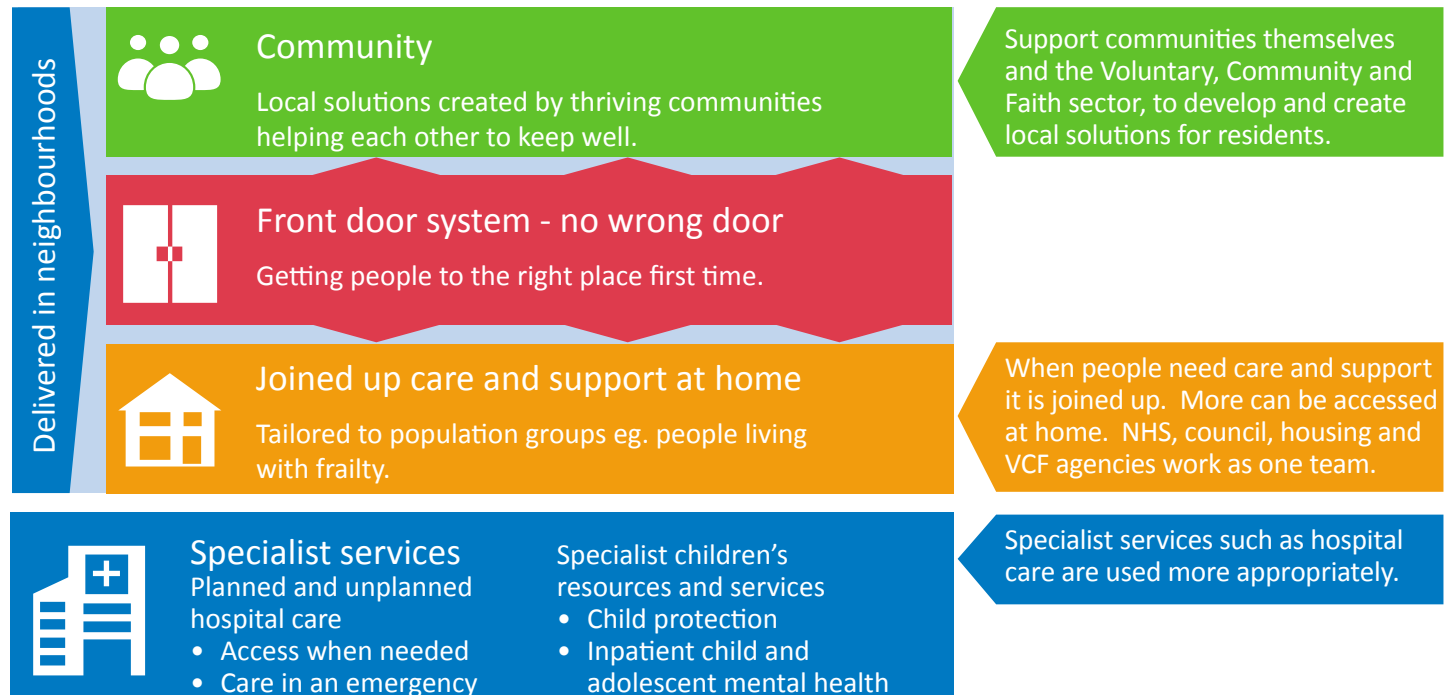 Delivered in neighbourhoods
Community
Local solutions created by thriving communities
helping each other to keep well.
Support communities themselves
and the Voluntary, Community and
Faith sector, to develop and create
local solutions for residents.
Front door system - no wrong door
Getting people to the right place first time.
Joined up care and support at home
Tailored to population groups eg. people living
with frailty.
When people need care and support
it is joined up.  More can be accessed
at home.  NHS, council, housing and
VCF agencies work as one team.
Specialist services
Planned and unplanned
hospital care
• Access when needed
• Care in an emergency
Specialist children’s
resources and services
• Child protection
• Inpatient child and
adolescent mental health
Specialist services such as hospital
care are used more appropriately.